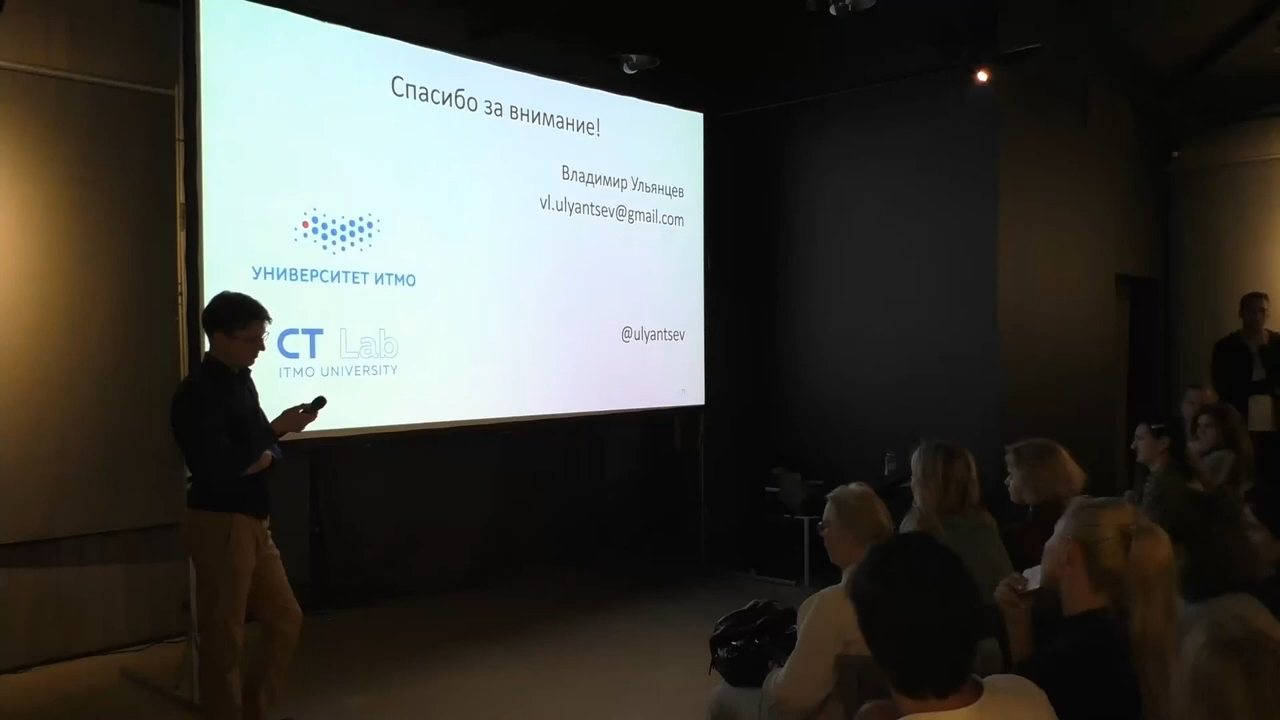 Спасибо за внимание!
Владимир Ульянцев
vl.ulyantsev@gmail.com
УНИВЕРСИТЕТ ИТМО
@ulyantsev
CT Lab
ITMO UNIVERSITY